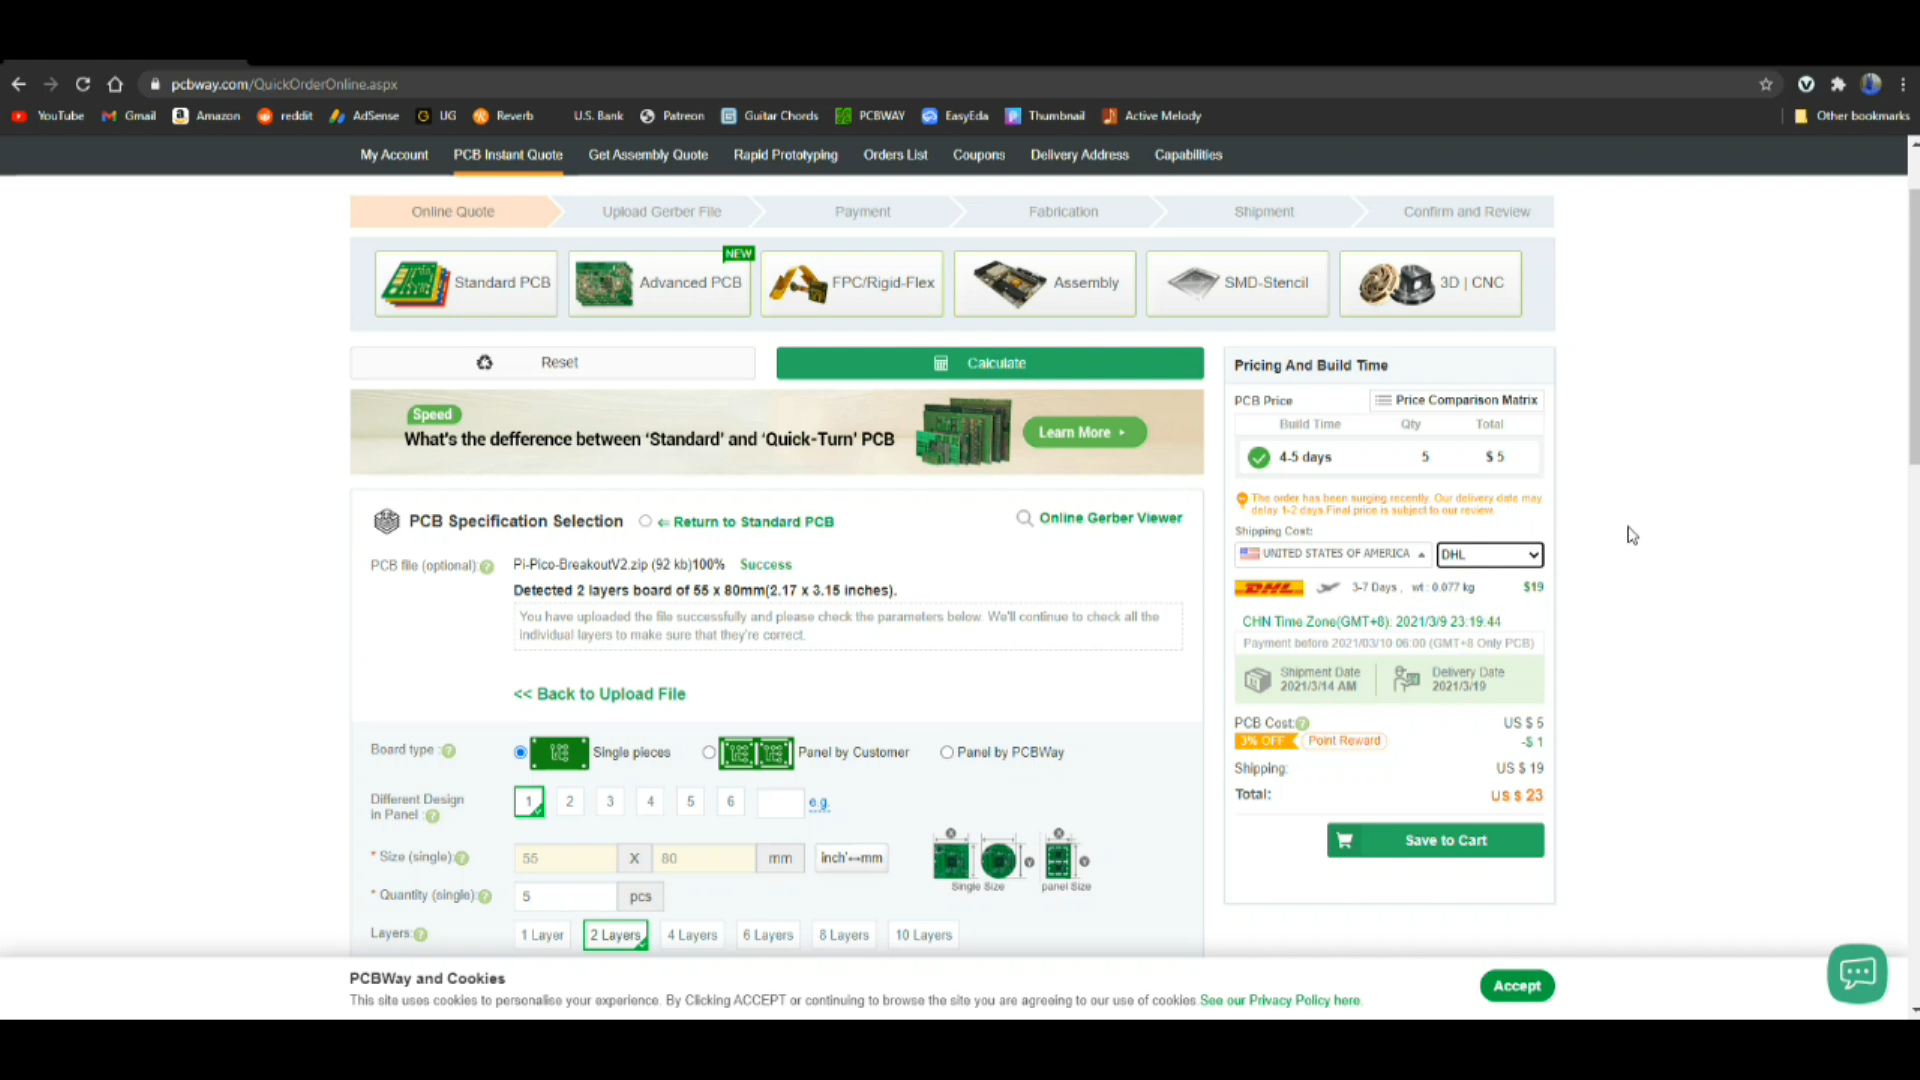 pcbway.com/QuickOrderOnline.aspx
YouTube Gmail Amazon reddit AdSense UG Reverb U.S. Bank Patreon Guitar Chords PCBWAY EasyEda Thumbnail Active Melody Other bookmarks
My Account PCB Instant Quote Get Assembly Quote Rapid Prototyping Orders List Coupons Delivery Address Capabilities
Online Quote Upload Gerber File Payment Fabrication Shipment Confirm and Review
NEW
Standard PCB Advanced PCB FPC/Rigid-Flex Assembly SMD-Stencil 3D | CNC
Reset Calculate
Speed
What's the defference between 'Standard' and 'Quick-Turn' PCB
Learn More
PCB Specification Selection ⇐ Return to Standard PCB Online Gerber Viewer
PCB file (optional): Pi-Pico-BreakoutV2.zip (92 kb)100% Success
Detected 2 layers board of 55 x 80mm(2.17 x 3.15 inches).
You have uploaded the file successfully and please check the parameters below. We'll continue to check all the
individual layers to make sure that they're correct.
<< Back to Upload File
Board type : Single pieces Panel by Customer Panel by PCBWay
Different Design
in Panel : 1 2 3 4 5 6 e.g.
* Size (single): 55 X 80 mm inch↔mm
X X
Y Y
Single Size panel Size
* Quantity (single): 5 pcs
Layers: 1 Layer 2 Layers 4 Layers 6 Layers 8 Layers 10 Layers
Pricing And Build Time
PCB Price Price Comparison Matrix
Build Time Qty Total
4-5 days 5 $ 5
The order has been surging recently. Our delivery date may
delay 1-2 days.Final price is subject to our review.
Shipping Cost:
UNITED STATES OF AMERICA DHL
DHL 3-7 Days , wt : 0.077 kg $19
CHN Time Zone(GMT+8): 2021/3/9 23:19:44
Payment before 2021/03/10 06:00 (GMT+8 Only PCB)
Shipment Date
2021/3/14 AM
Delivery Date
2021/3/19
PCB Cost: US $ 5
3% OFF Point Reward -$ 1
Shipping: US $ 19
Total: US $ 23
Save to Cart
PCBWay and Cookies
This site uses cookies to personalise your experience. By Clicking ACCEPT or continuing to browse the site you are agreeing to our use of cookies. See our Privacy Policy here.
Accept